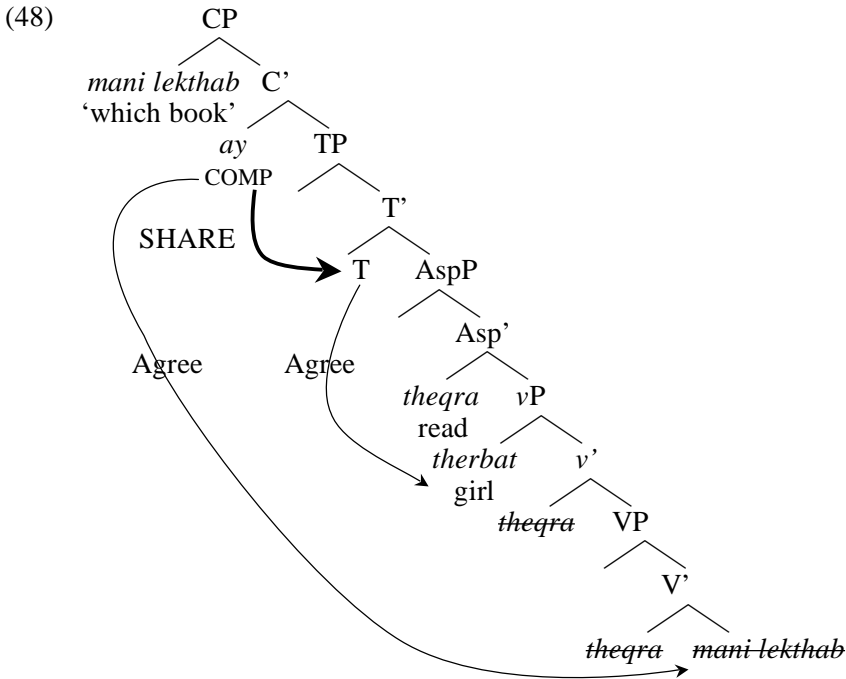 (48)
CP
mani lekthab C’
‘which book’
ay TP
COMP
T’
SHARE
T AspP
Asp’
Agree Agree
theqra vP
read
therbat v’
girl
theqra VP
V’
theqra mani lekthab